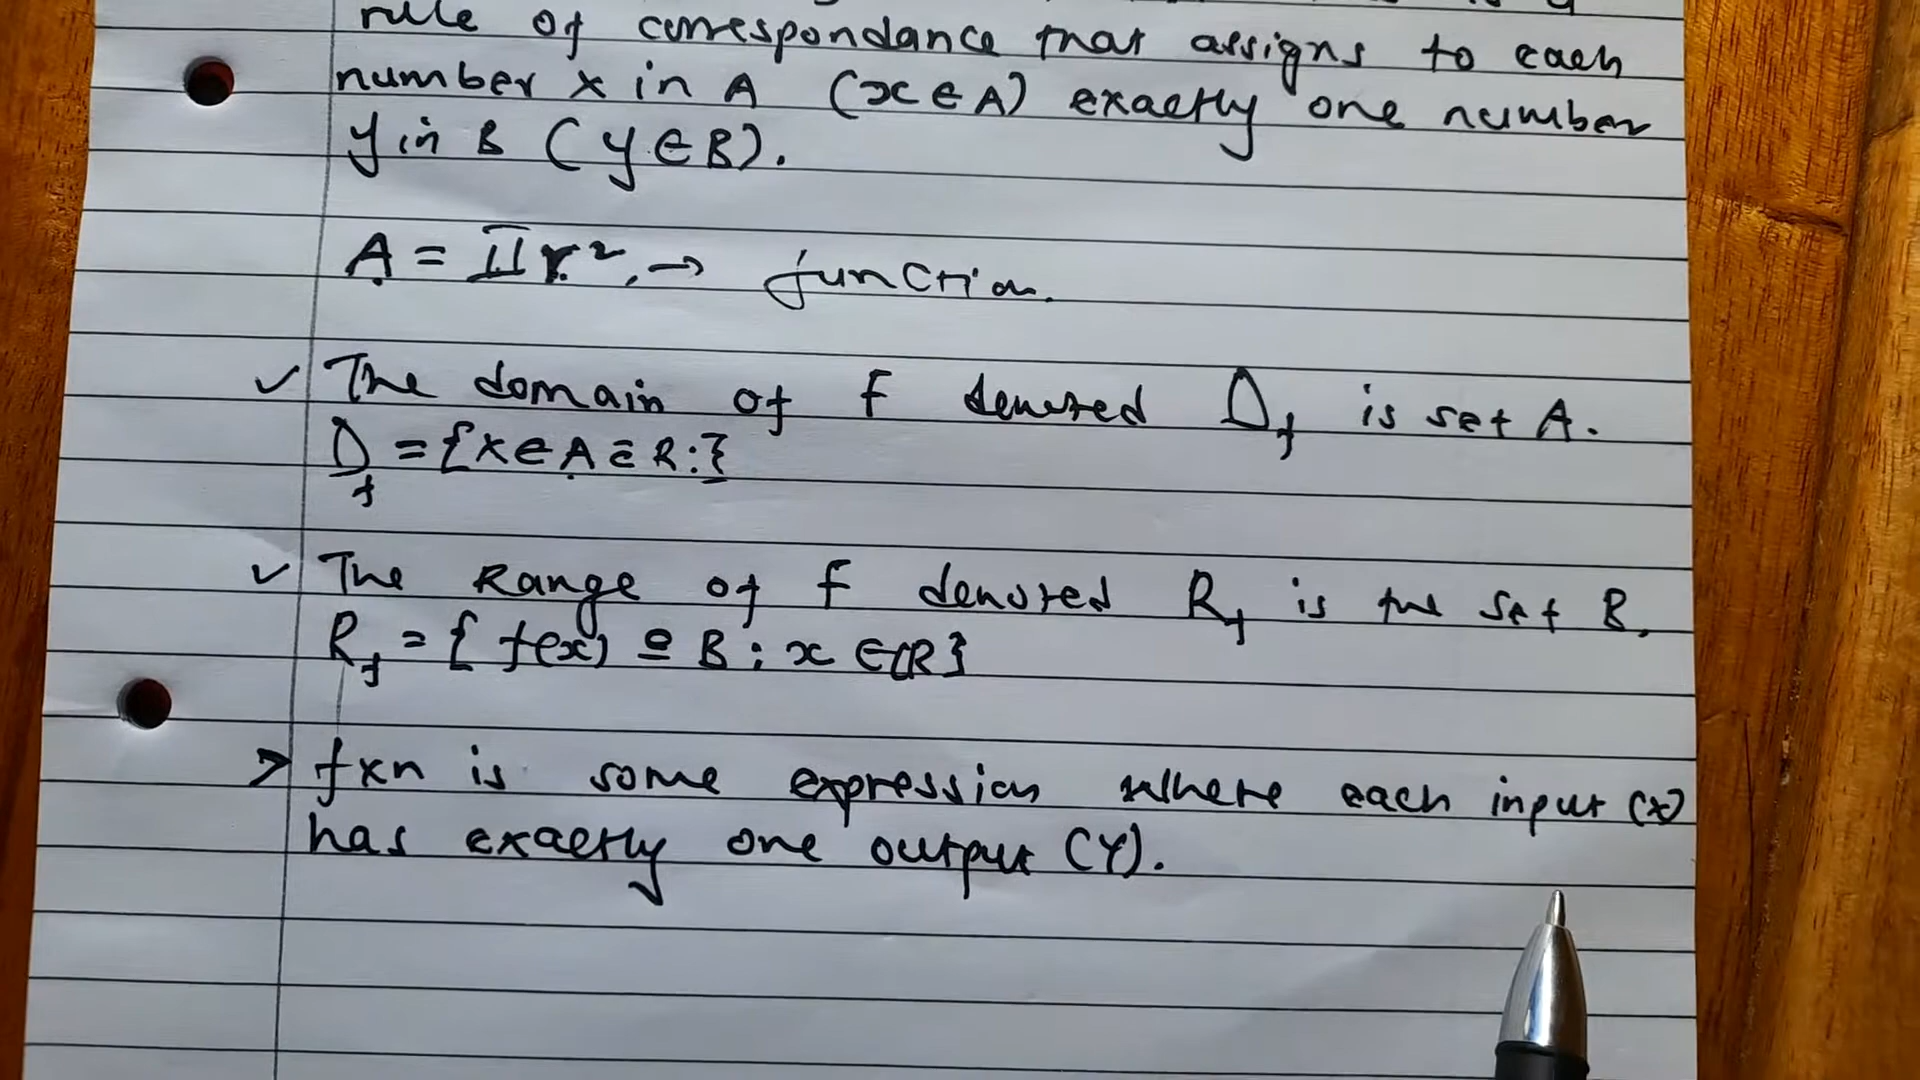 rule of correspondance that assigns to each
number x in A (x∈A) exactly one number
y in B (y∈B).
A = πr², → function.
✓ The domain of f denoted D_f is set A.
D_f = {x∈A⊆R:}
✓ The Range of f denoted R_f is the set B.
R_f = { f(x) ⊆ B : x ∈ℝ}
> fxn is some expression where each input (x)
has exactly one output (Y).